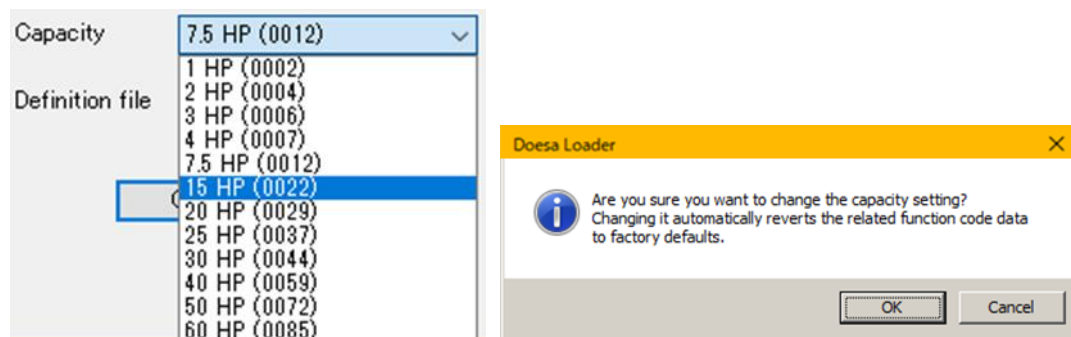 Capacity
7.5 HP (0012)
1 HP (0002)
2 HP (0004)
Definition file
3 HP (0006)
4 HP (0007)
7.5 HP (0012)
15 HP (0022)
20 HP (0029)
25 HP (0037)
30 HP (0044)
40 HP (0059)
50 HP (0072)
60 HP (0085)
Doesa Loader
Are you sure you want to change the capacity setting?
Changing it automatically reverts the related function code data
to factory defaults.
OK
Cancel